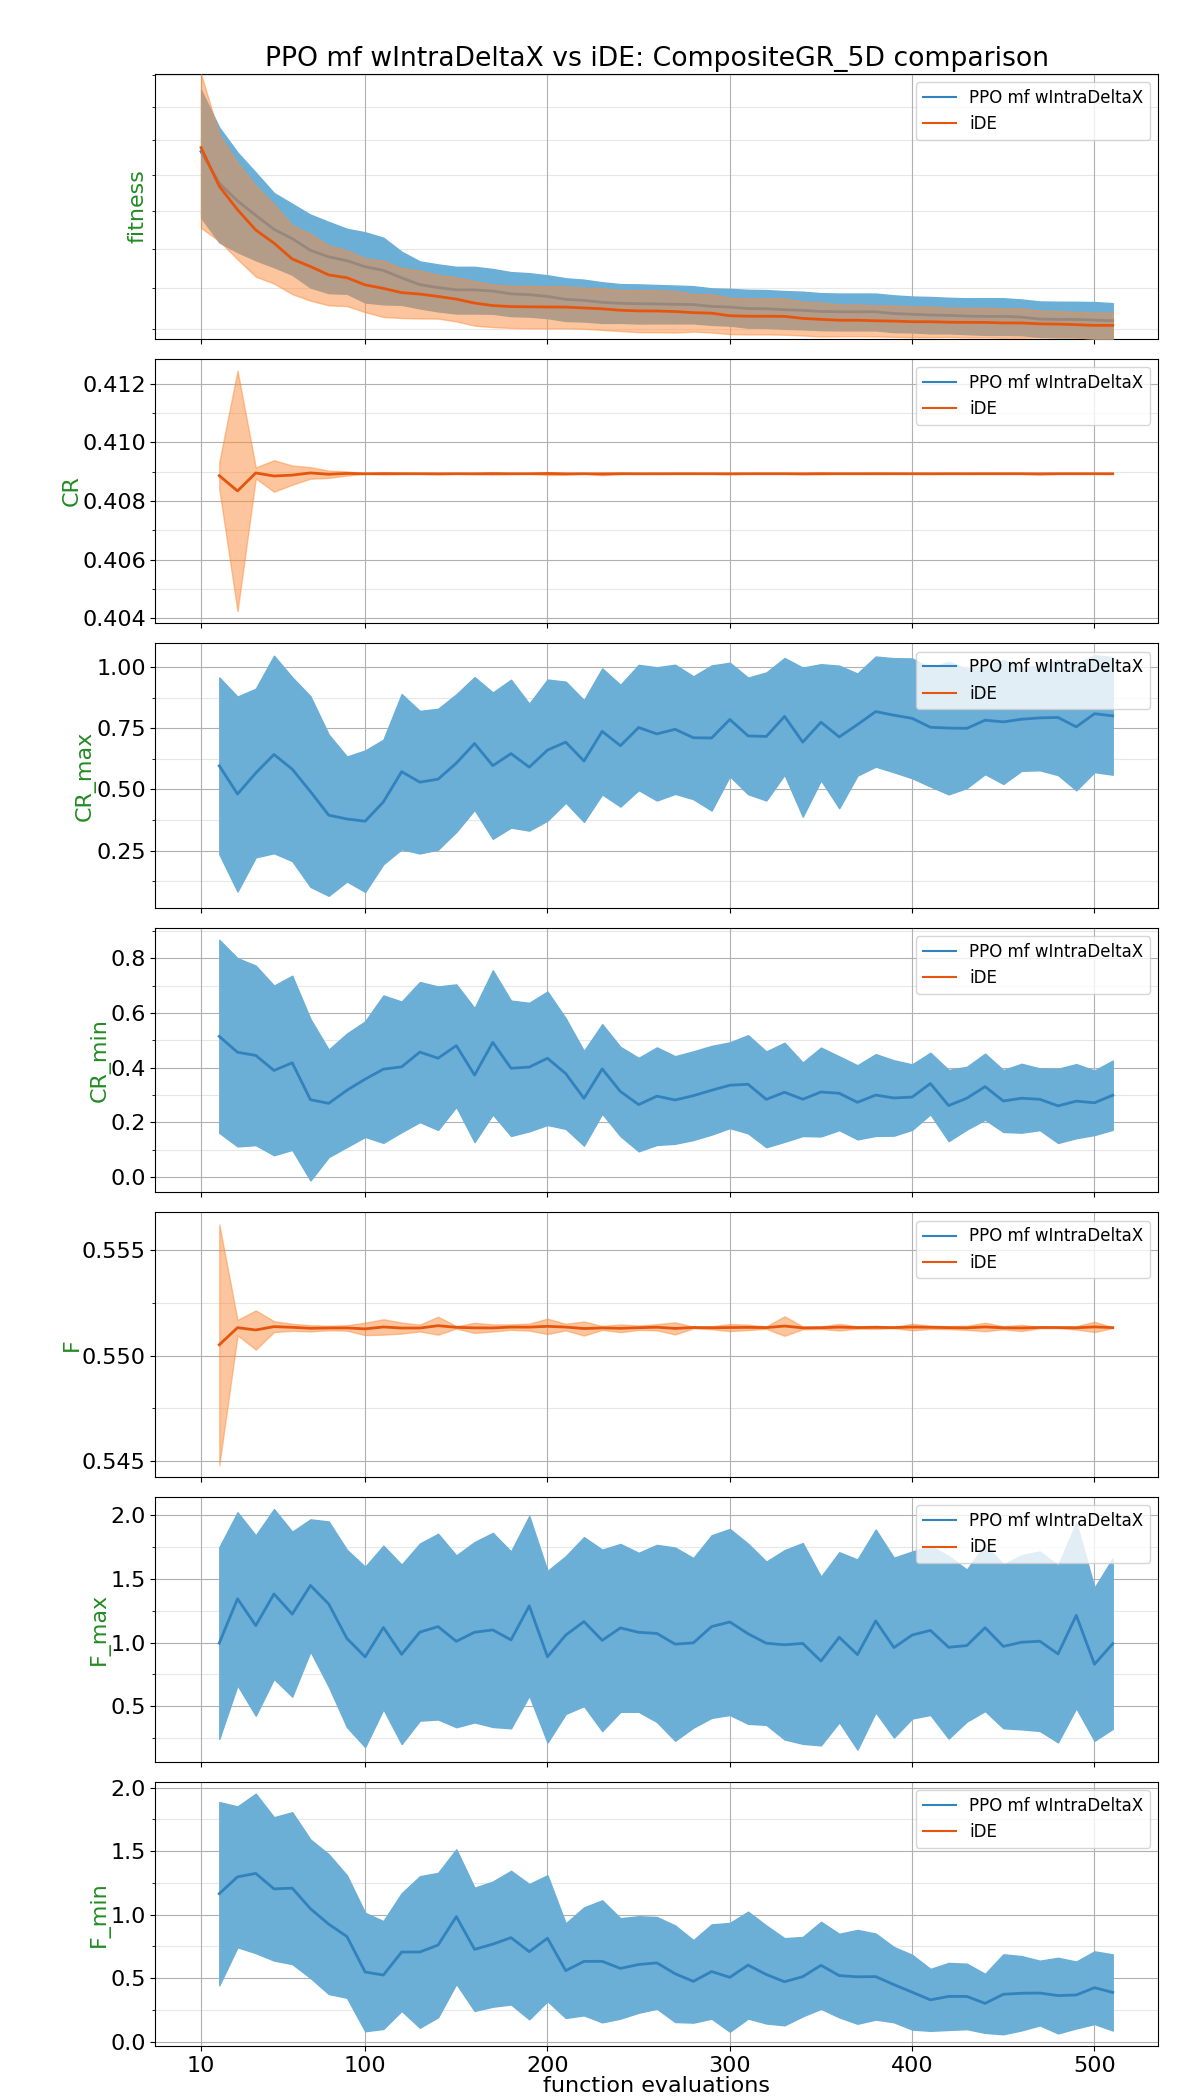 PPO mf wIntraDeltaX vs iDE: CompositeGR_5D comparison
fitness
PPO mf wIntraDeltaX
iDE
CR
0.412
0.410
0.408
0.406
0.404
PPO mf wIntraDeltaX
iDE
CR_max
1.00
0.75
0.50
0.25
PPO mf wIntraDeltaX
iDE
CR_min
0.8
0.6
0.4
0.2
0.0
PPO mf wIntraDeltaX
iDE
F
0.555
0.550
0.545
PPO mf wIntraDeltaX
iDE
F_max
2.0
1.5
1.0
0.5
PPO mf wIntraDeltaX
iDE
F_min
2.0
1.5
1.0
0.5
0.0
PPO mf wIntraDeltaX
iDE
10 100 200 300 400 500
function evaluations